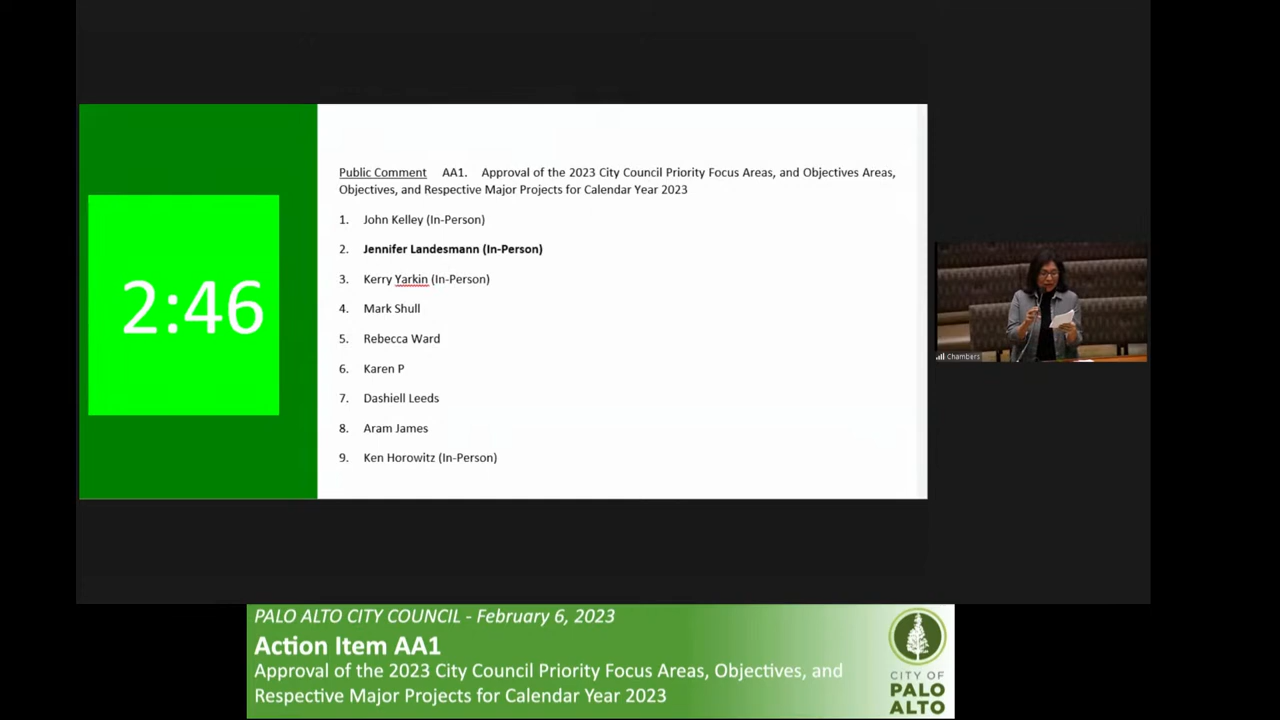 Public Comment AA1. Approval of the 2023 City Council Priority Focus Areas, and Objectives Areas,
Objectives, and Respective Major Projects for Calendar Year 2023
1. John Kelley (In-Person)
2. Jennifer Landesmann (In-Person)
3. Kerry Yarkin (In-Person)
4. Mark Shull
5. Rebecca Ward
6. Karen P
7. Dashiell Leeds
8. Aram James
9. Ken Horowitz (In-Person)
2:46
Chambers
PALO ALTO CITY COUNCIL - February 6, 2023
Action Item AA1
Approval of the 2023 City Council Priority Focus Areas, Objectives, and
Respective Major Projects for Calendar Year 2023
CITY OF
PALO
ALTO